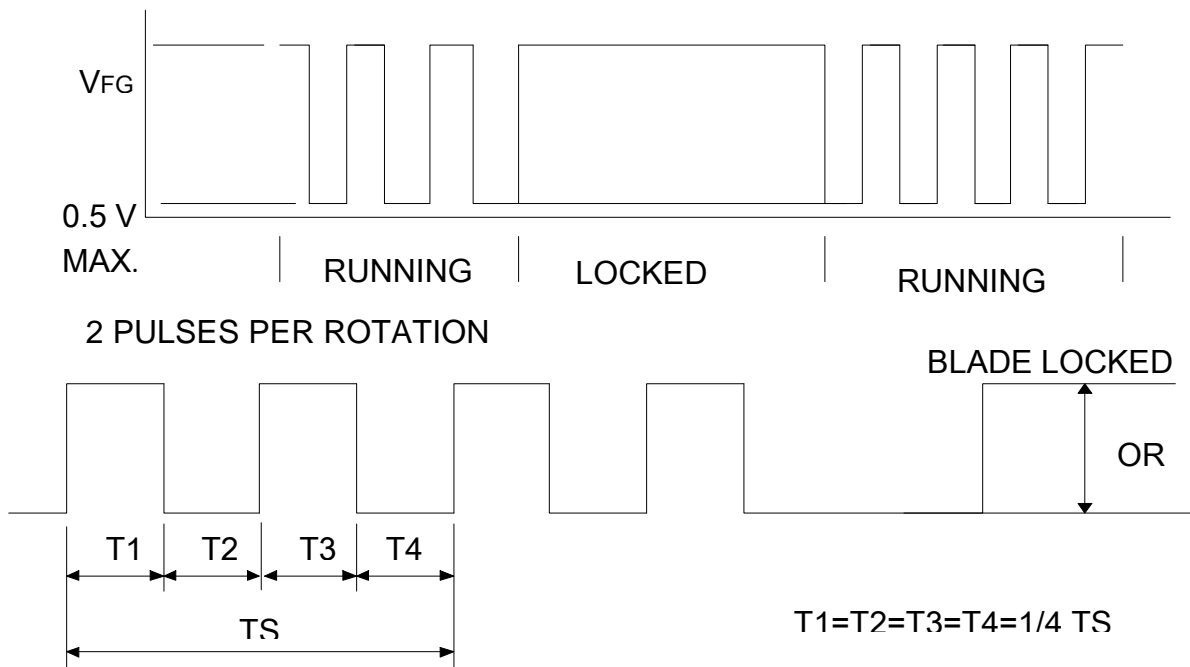 VFG
0.5 V
MAX.
RUNNING
LOCKED
RUNNING
2 PULSES PER ROTATION
BLADE LOCKED
OR
T1
T2
T3
T4
TS
T1=T2=T3=T4=1/4 TS